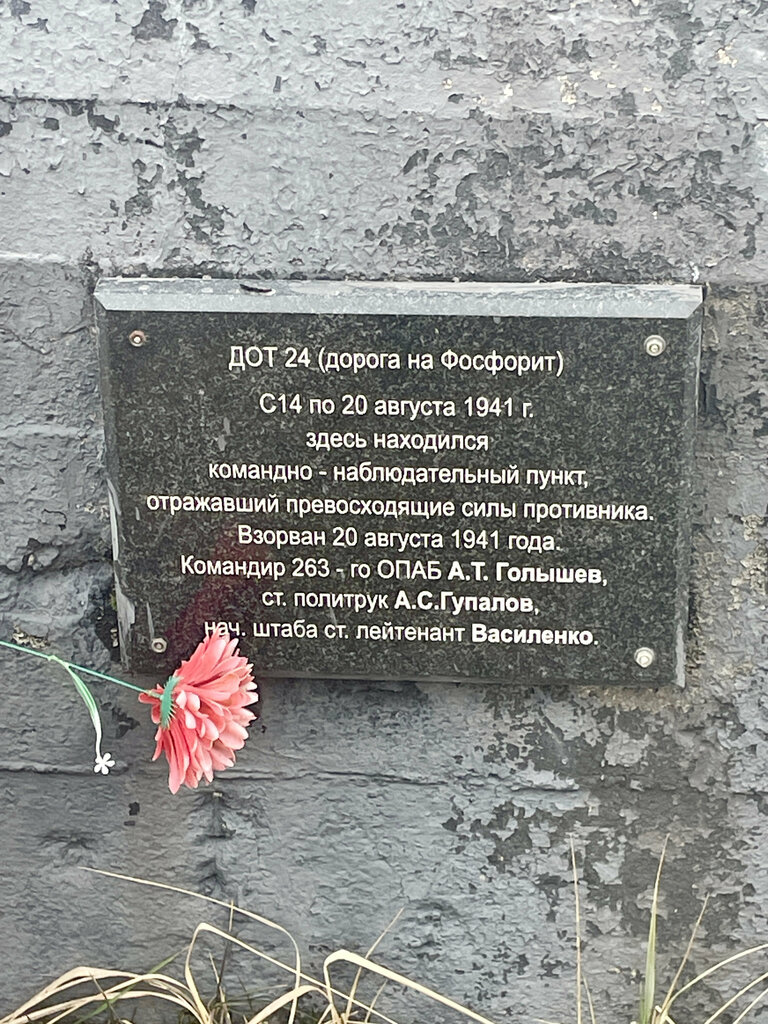 ДОТ 24 (дорога на Фосфорит)
С14 по 20 августа 1941 г.
здесь находился
командно - наблюдательный пункт,
отражавший превосходящие силы противника.
Взорван 20 августа 1941 года.
Командир 263 - го ОПАБ А.Т. Голышев,
ст. политрук А.С.Гупалов,
нач. штаба ст. лейтенант Василенко.